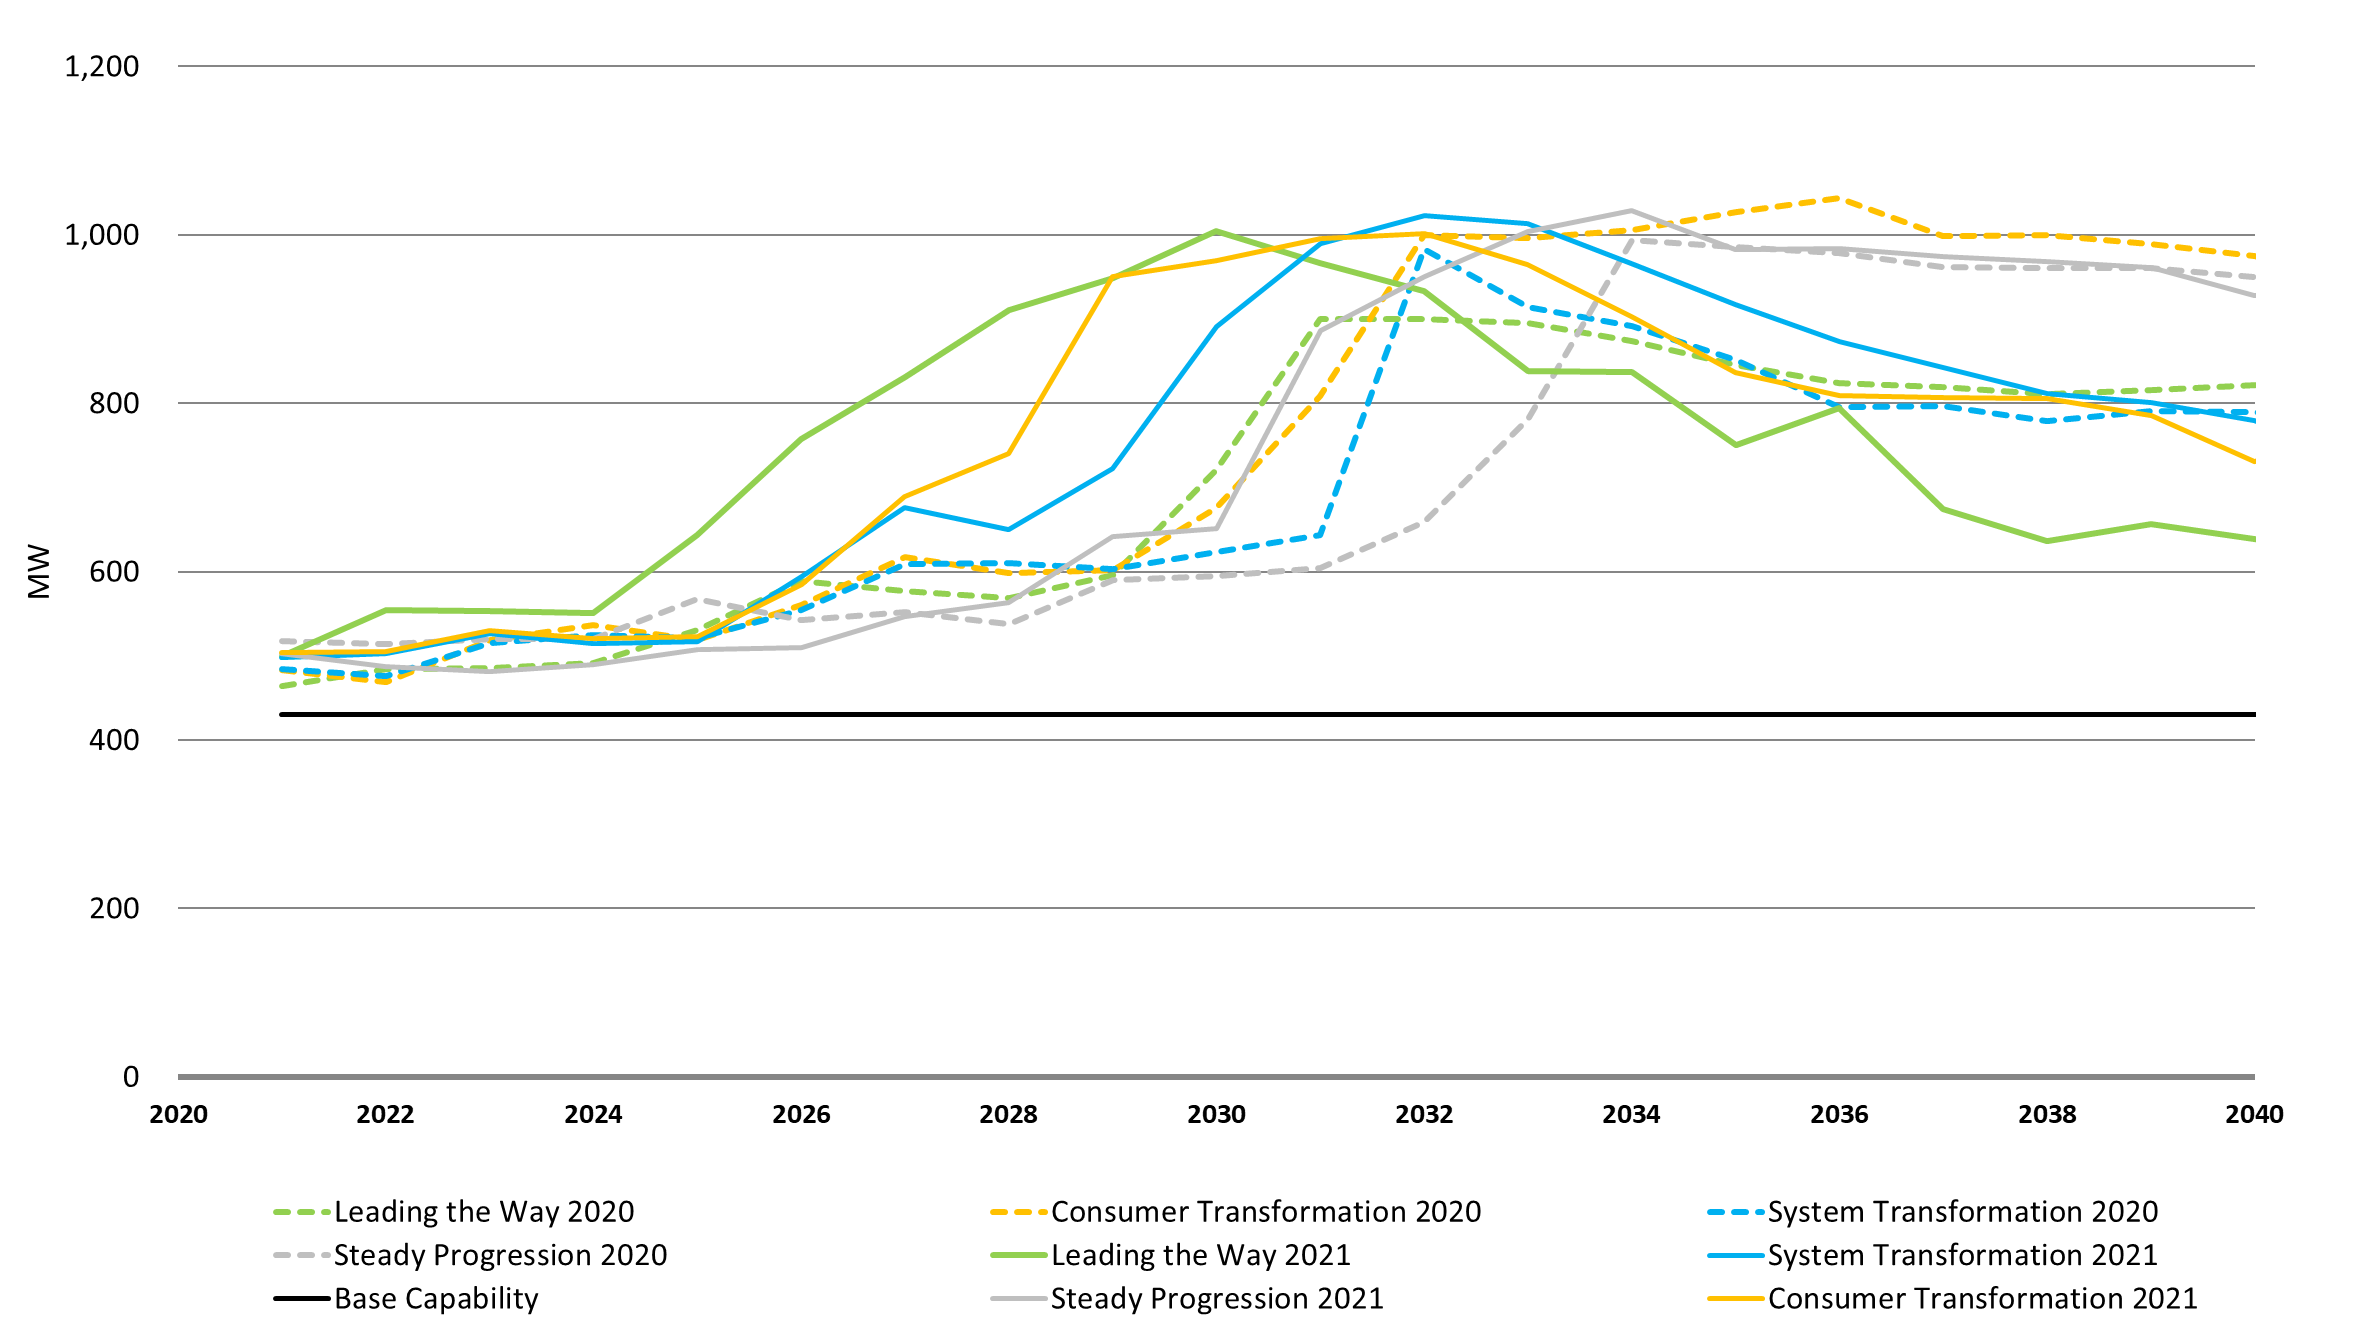 1,200
1,000
800
600
MW
400
200
0
2020 2022 2024 2026 2028 2030 2032 2034 2036 2038 2040
Leading the Way 2020 Consumer Transformation 2020 System Transformation 2020
Steady Progression 2020 Leading the Way 2021 System Transformation 2021
Base Capability Steady Progression 2021 Consumer Transformation 2021